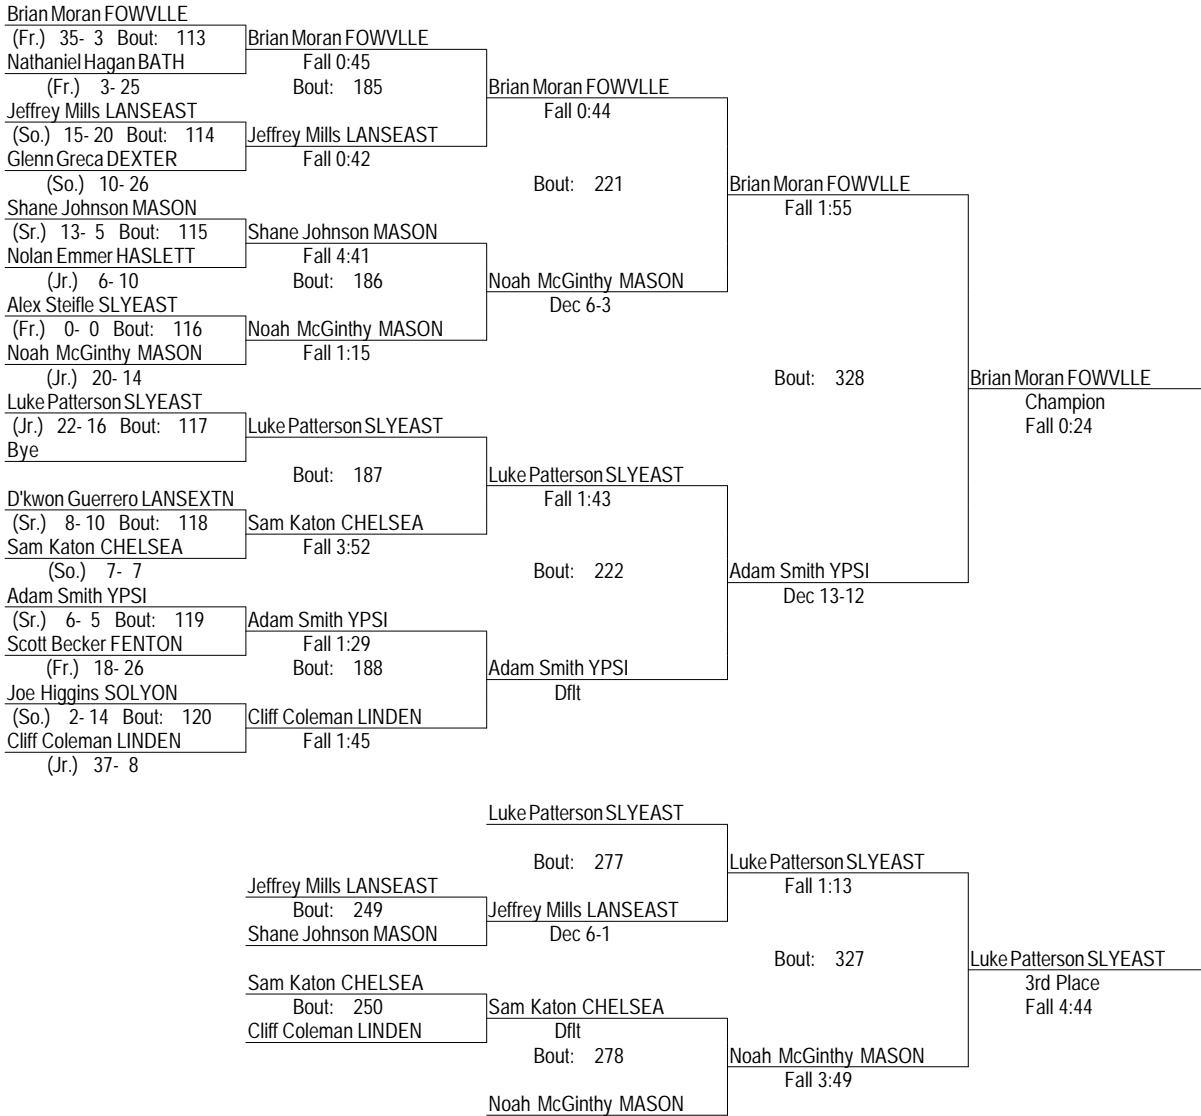 Brian Moran FOWVLLE
(Fr.) 35- 3 Bout: 113
Nathaniel Hagan BATH
(Fr.) 3- 25
Jeffrey Mills LANSEAST
(So.) 15- 20 Bout: 114
Glenn Greca DEXTER
(So.) 10- 26
Shane Johnson MASON
(Sr.) 13- 5 Bout: 115
Nolan Emmer HASLETT
(Jr.) 6- 10
Alex Steifle SLYEAST
(Fr.) 0- 0 Bout: 116
Noah McGinthy MASON
(Jr.) 20- 14
Luke Patterson SLYEAST
(Jr.) 22- 16 Bout: 117
Bye
D'kwon Guerrero LANSEXTN
(Sr.) 8- 10 Bout: 118
Sam Katon CHELSEA
(So.) 7- 7
Adam Smith YPSI
(Sr.) 6- 5 Bout: 119
Scott Becker FENTON
(Fr.) 18- 26
Joe Higgins SOLYON
(So.) 2- 14 Bout: 120
Cliff Coleman LINDEN
(Jr.) 37- 8
Brian Moran FOWVLLE
Fall 0:45
Bout: 185
Jeffrey Mills LANSEAST
Fall 0:42
Shane Johnson MASON
Fall 4:41
Bout: 186
Noah McGinthy MASON
Fall 1:15
Luke Patterson SLYEAST
Bout: 187
Sam Katon CHELSEA
Fall 3:52
Adam Smith YPSI
Fall 1:29
Bout: 188
Cliff Coleman LINDEN
Fall 1:45
Brian Moran FOWVLLE
Fall 0:44
Bout: 221
Noah McGinthy MASON
Dec 6-3
Luke Patterson SLYEAST
Fall 1:43
Bout: 222
Adam Smith YPSI
Dflt
Brian Moran FOWVLLE
Fall 1:55
Bout: 328
Adam Smith YPSI
Dec 13-12
Brian Moran FOWVLLE
Champion
Fall 0:24
Jeffrey Mills LANSEAST
Bout: 249
Shane Johnson MASON
Sam Katon CHELSEA
Bout: 250
Cliff Coleman LINDEN
Luke Patterson SLYEAST
Bout: 277
Jeffrey Mills LANSEAST
Dec 6-1
Sam Katon CHELSEA
Dflt
Bout: 278
Noah McGinthy MASON
Luke Patterson SLYEAST
Fall 1:13
Bout: 327
Noah McGinthy MASON
Fall 3:49
Luke Patterson SLYEAST
3rd Place
Fall 4:44